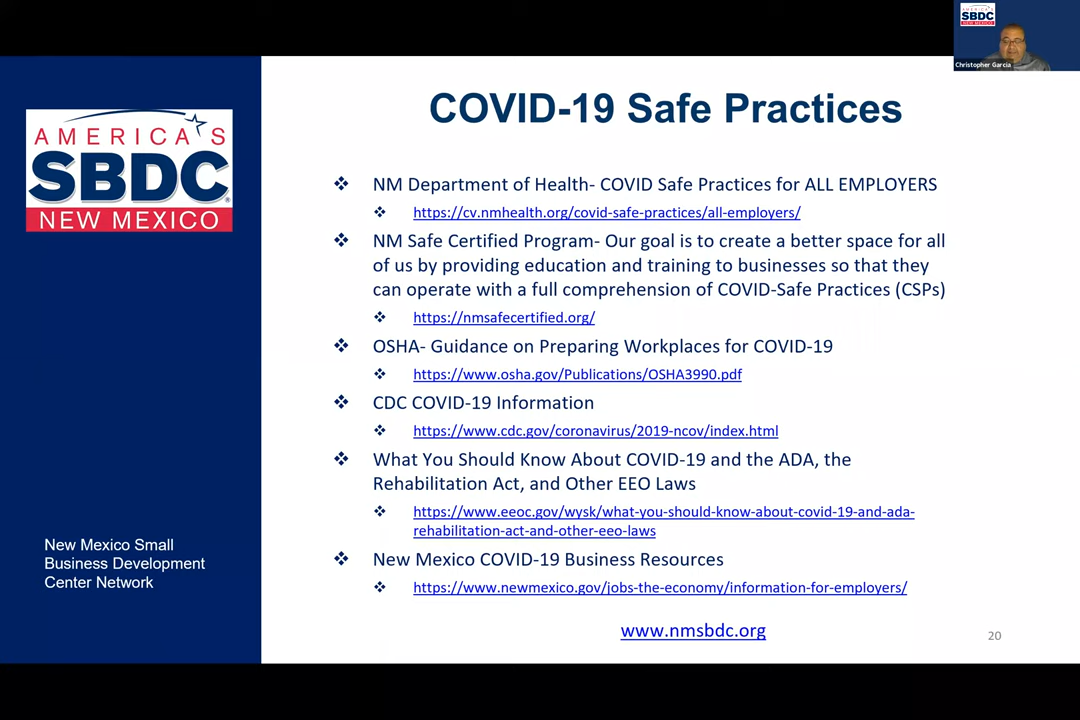 AMERICA'S
SBDC
NEW MEXICO
Christopher Garcia
AMERICA'S
SBDC
NEW MEXICO
COVID-19 Safe Practices
NM Department of Health- COVID Safe Practices for ALL EMPLOYERS
https://cv.nmhealth.org/covid-safe-practices/all-employers/
NM Safe Certified Program- Our goal is to create a better space for all
of us by providing education and training to businesses so that they
can operate with a full comprehension of COVID-Safe Practices (CSPs)
https://nmsafecertified.org/
OSHA- Guidance on Preparing Workplaces for COVID-19
https://www.osha.gov/Publications/OSHA3990.pdf
CDC COVID-19 Information
https://www.cdc.gov/coronavirus/2019-ncov/index.html
What You Should Know About COVID-19 and the ADA, the
Rehabilitation Act, and Other EEO Laws
https://www.eeoc.gov/wysk/what-you-should-know-about-covid-19-and-ada-
rehabilitation-act-and-other-eeo-laws
New Mexico COVID-19 Business Resources
https://www.newmexico.gov/jobs-the-economy/information-for-employers/
New Mexico Small
Business Development
Center Network
www.nmsbdc.org
20